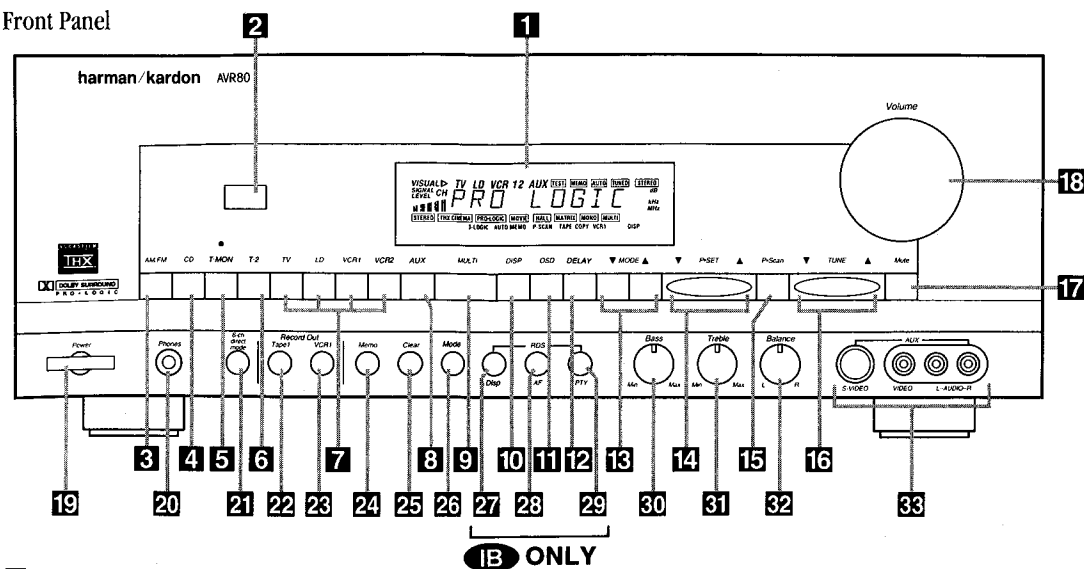 Front Panel
2
1
harman/kardon AVR80
Volume
18
VISUAL TV LD VCR 12 AUX TEST MEMO AUTO TUNED STEREO
SIGNAL LEVEL CH PRO LOGIC dB
kHz
MHz
STEREO THX CINEMA PRO-LOGIC MOVIE HALL MATRIX MONO MULTI
3-LOGIC AUTO MEMO P-SCAN TAPE COPY VCR1 DISP
LUCASFILM
THX
DOLBY SURROUND
PRO•LOGIC
AM/FM CD T-MON T-2 TV LD VCR1 VCR2 AUX MULTI DISP OSD DELAY ▼ MODE ▲ ▼ P•SET ▲ P•Scan ▼ TUNE ▲ Mute
17
Power
Phones
6-ch direct mode
Record Out
Tape1 VCR1
Memo
Clear
Mode
RDS
Disp AF PTY
Bass
Min Max
Treble
Min Max
Balance
L R
AUX
S-VIDEO VIDEO L-AUDIO-R
3 4 5 6 7 8 9 10 11 12 13 14 15 16
19 20 21 22 23 24 25 26 27 28 29 30 31 32 33
IB ONLY